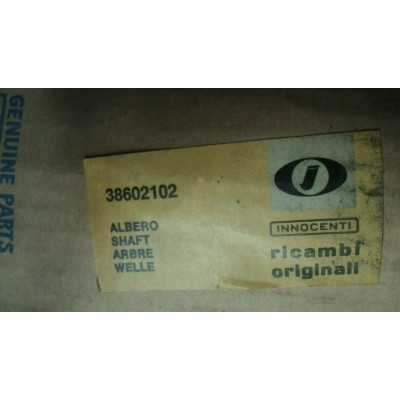 GENUINE PARTS
38602102
ALBERO
SHAFT
ARBRE
WELLE
j
INNOCENTI
ricambi
originali